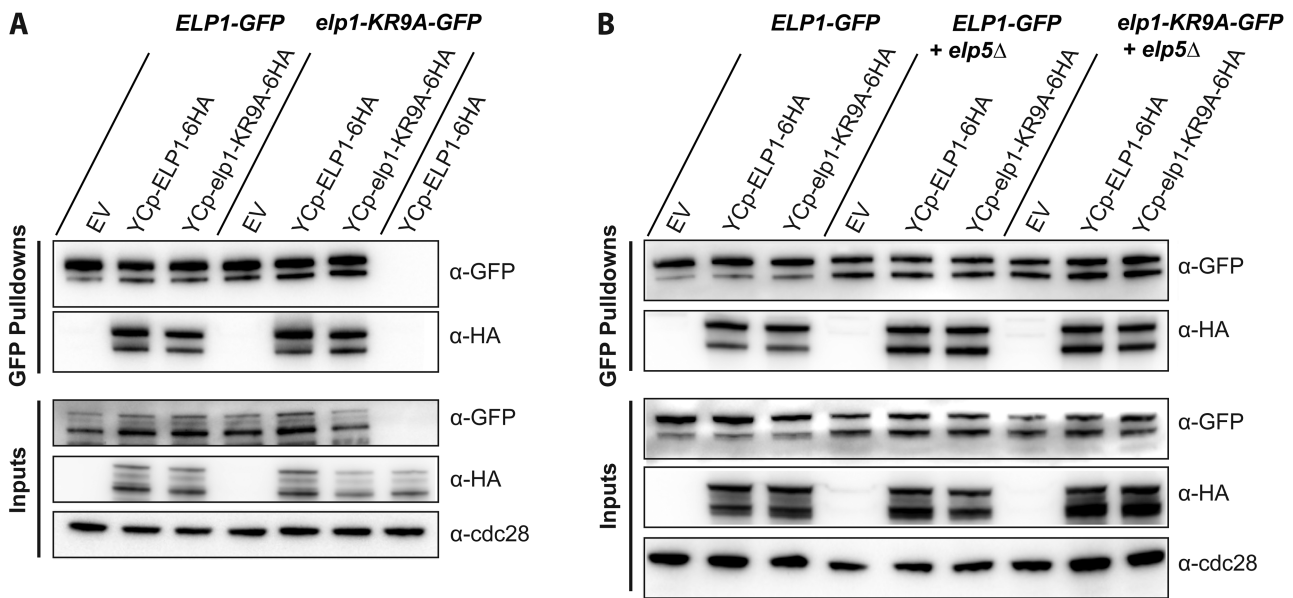 A
ELP1-GFP
elp1-KR9A-GFP
EV
YCp-ELP1-6HA
YCp-elp1-KR9A-6HA
EV
YCp-ELP1-6HA
YCp-elp1-KR9A-6HA
YCp-ELP1-6HA
GFP Pulldowns
α-GFP
α-HA
Inputs
α-GFP
α-HA
α-cdc28
B
ELP1-GFP
ELP1-GFP
+ elp5Δ
elp1-KR9A-GFP
+ elp5Δ
EV
YCp-ELP1-6HA
YCp-elp1-KR9A-6HA
EV
YCp-ELP1-6HA
YCp-elp1-KR9A-6HA
EV
YCp-ELP1-6HA
YCp-elp1-KR9A-6HA
GFP Pulldowns
α-GFP
α-HA
Inputs
α-GFP
α-HA
α-cdc28